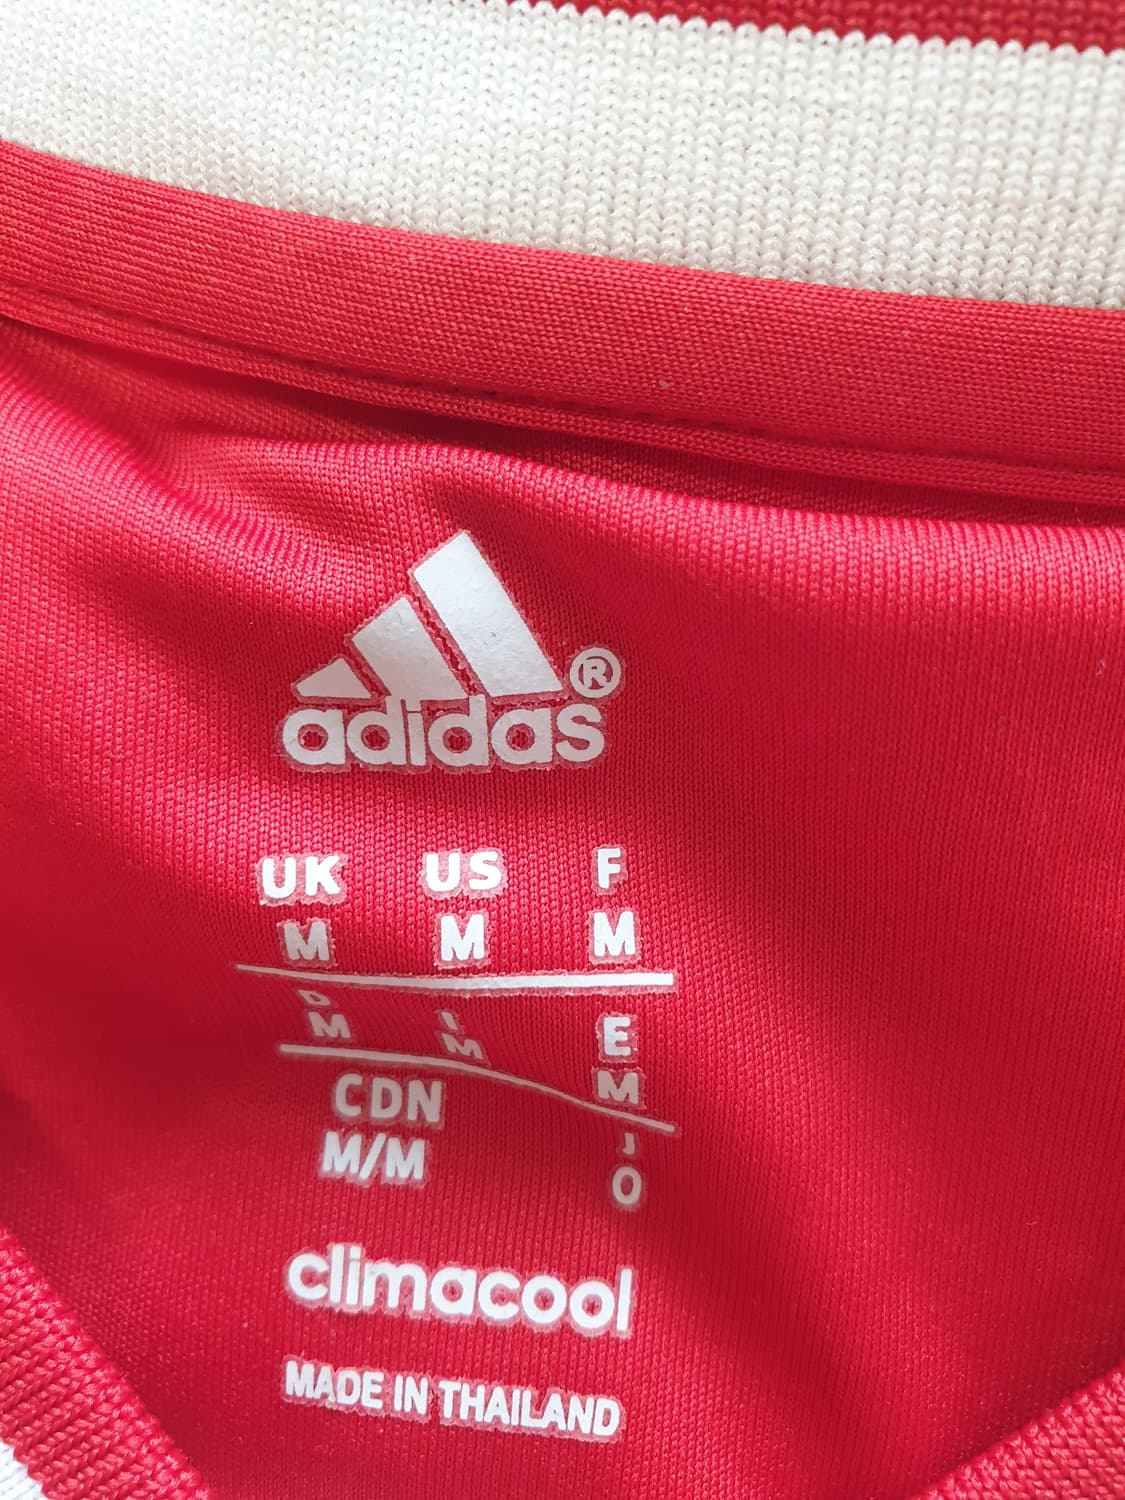 adidas®
UK US F
M M M
D I E
M M M
CDN J
M/M O
climacool
MADE IN THAILAND